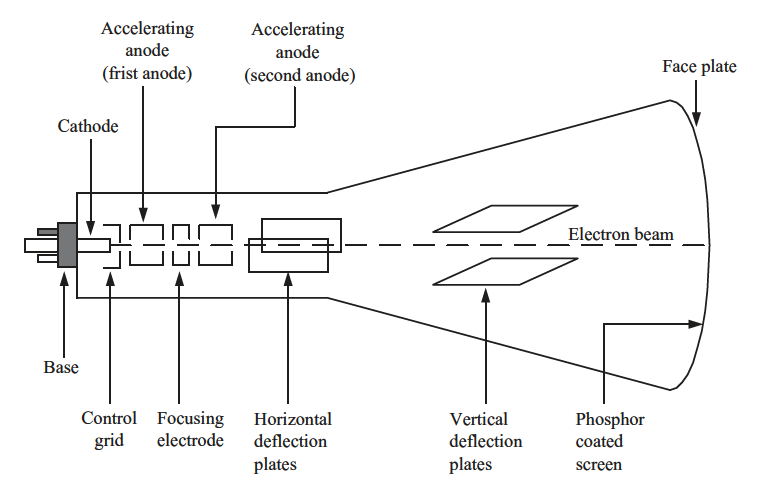 Accelerating
anode
(frist anode)
Accelerating
anode
(second anode)
Face plate
Cathode
Electron beam
Base
Control
grid
Focusing
electrode
Horizontal
deflection
plates
Vertical
deflection
plates
Phosphor
coated
screen